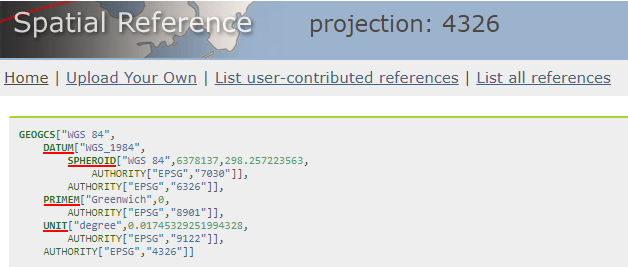 Spatial Reference
projection: 4326
Home | Upload Your Own | List user-contributed references | List all references
GEOGCS["WGS 84",
    DATUM["WGS_1984",
        SPHEROID["WGS 84",6378137,298.257223563,
            AUTHORITY["EPSG","7030"]],
        AUTHORITY["EPSG","6326"]],
    PRIMEM["Greenwich",0,
        AUTHORITY["EPSG","8901"]],
    UNIT["degree",0.01745329251994328,
        AUTHORITY["EPSG","9122"]],
    AUTHORITY["EPSG","4326"]]